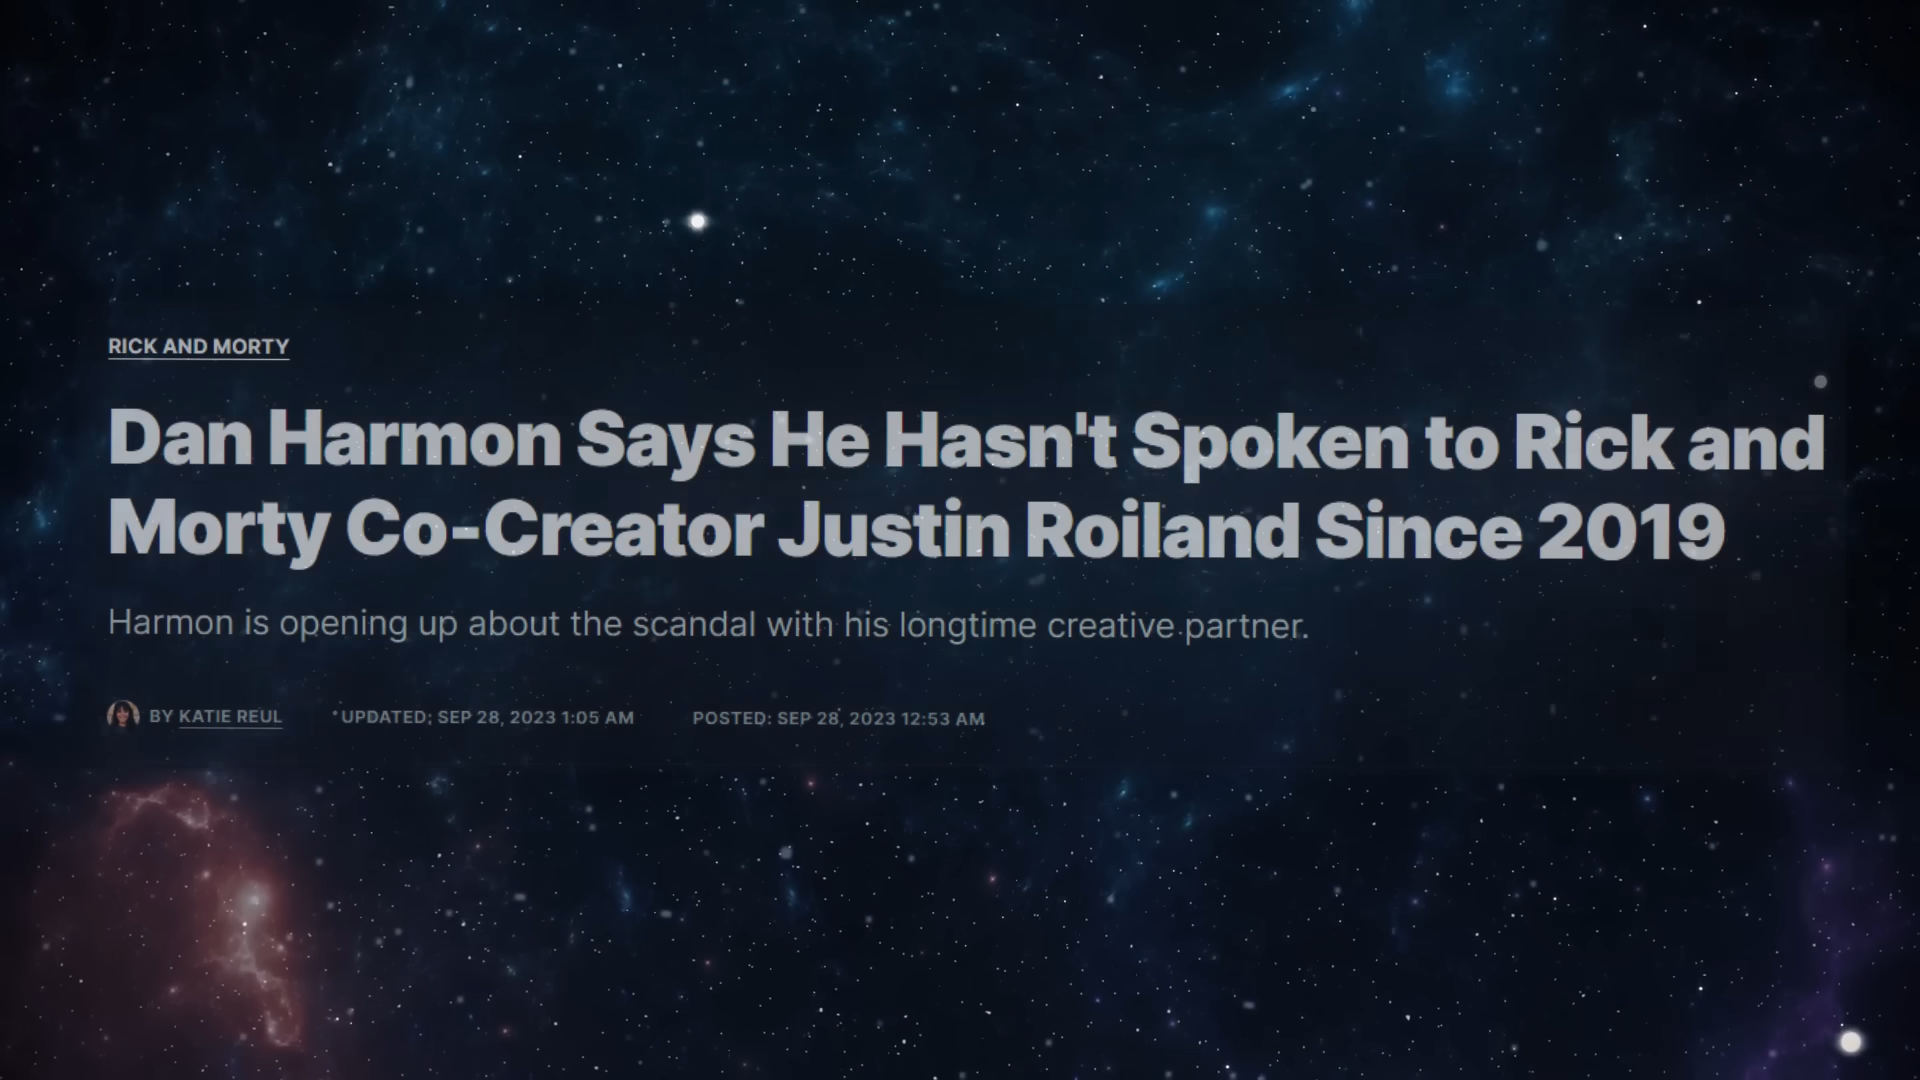 RICK AND MORTY
Dan Harmon Says He Hasn't Spoken to Rick and
Morty Co-Creator Justin Roiland Since 2019
Harmon is opening up about the scandal with his longtime creative partner.
BY KATIE REUL UPDATED: SEP 28, 2023 1:05 AM POSTED: SEP 28, 2023 12:53 AM